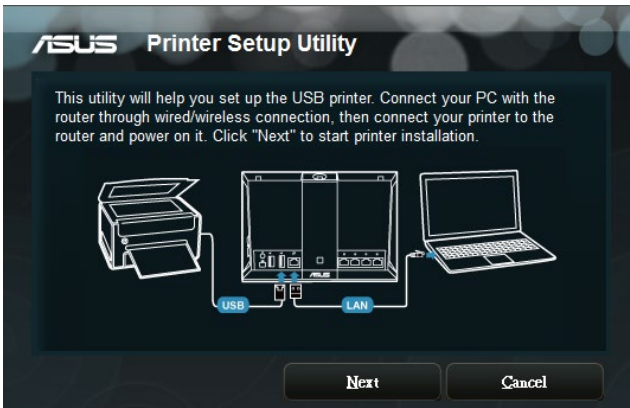 ASUS Printer Setup Utility
This utility will help you set up the USB printer. Connect your PC with the
router through wired/wireless connection, then connect your printer to the
router and power on it. Click "Next" to start printer installation.
ASUS
USB LAN
Next Cancel